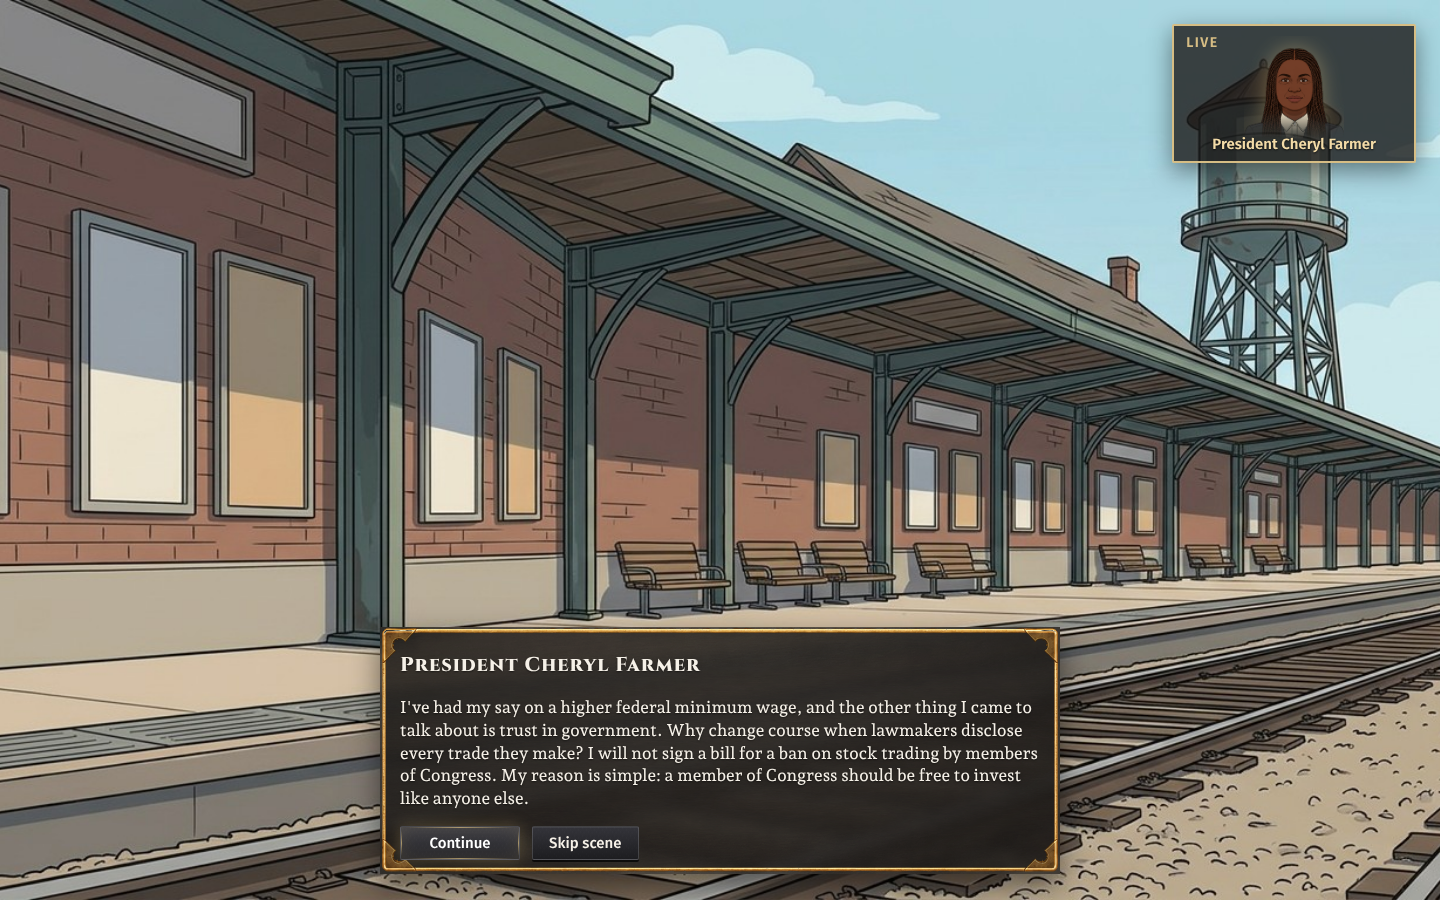 LIVE
President Cheryl Farmer
President Cheryl Farmer
I've had my say on a higher federal minimum wage, and the other thing I came to
talk about is trust in government. Why change course when lawmakers disclose
every trade they make? I will not sign a bill for a ban on stock trading by members
of Congress. My reason is simple: a member of Congress should be free to invest
like anyone else.
Continue
Skip scene